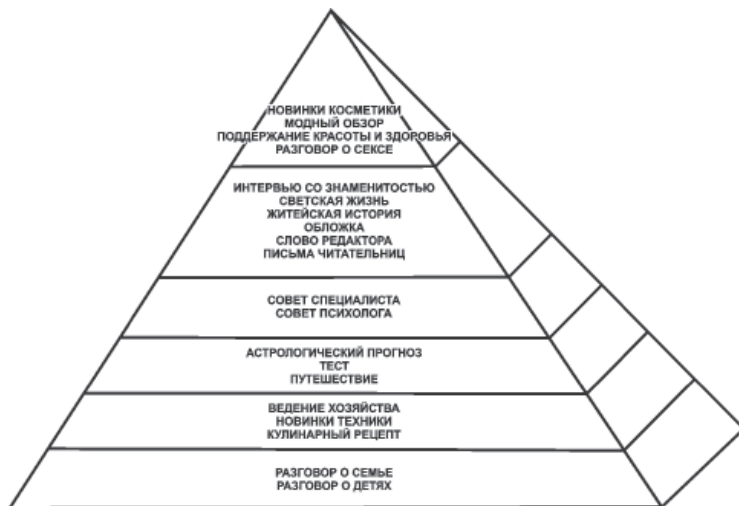 НОВИНКИ КОСМЕТИКИ
МОДНЫЙ ОБЗОР
ПОДДЕРЖАНИЕ КРАСОТЫ И ЗДОРОВЬЯ
РАЗГОВОР О СЕКСЕ
ИНТЕРВЬЮ СО ЗНАМЕНИТОСТЬЮ
СВЕТСКАЯ ЖИЗНЬ
ЖИТЕЙСКАЯ ИСТОРИЯ
ОБЛОЖКА
СЛОВО РЕДАКТОРА
ПИСЬМА ЧИТАТЕЛЬНИЦ
СОВЕТ СПЕЦИАЛИСТА
СОВЕТ ПСИХОЛОГА
АСТРОЛОГИЧЕСКИЙ ПРОГНОЗ
ТЕСТ
ПУТЕШЕСТВИЕ
ВЕДЕНИЕ ХОЗЯЙСТВА
НОВИНКИ ТЕХНИКИ
КУЛИНАРНЫЙ РЕЦЕПТ
РАЗГОВОР О СЕМЬЕ
РАЗГОВОР О ДЕТЯХ